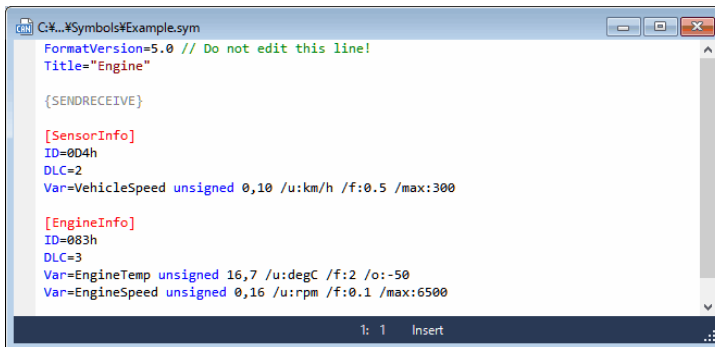 CAN
C:¥...¥Symbols¥Example.sym
FormatVersion=5.0 // Do not edit this line!
Title="Engine"
{SENDRECEIVE}
[SensorInfo]
ID=0D4h
DLC=2
Var=VehicleSpeed unsigned 0,10 /u:km/h /f:0.5 /max:300
[EngineInfo]
ID=083h
DLC=3
Var=EngineTemp unsigned 16,7 /u:degC /f:2 /o:-50
Var=EngineSpeed unsigned 0,16 /u:rpm /f:0.1 /max:6500
1: 1 Insert